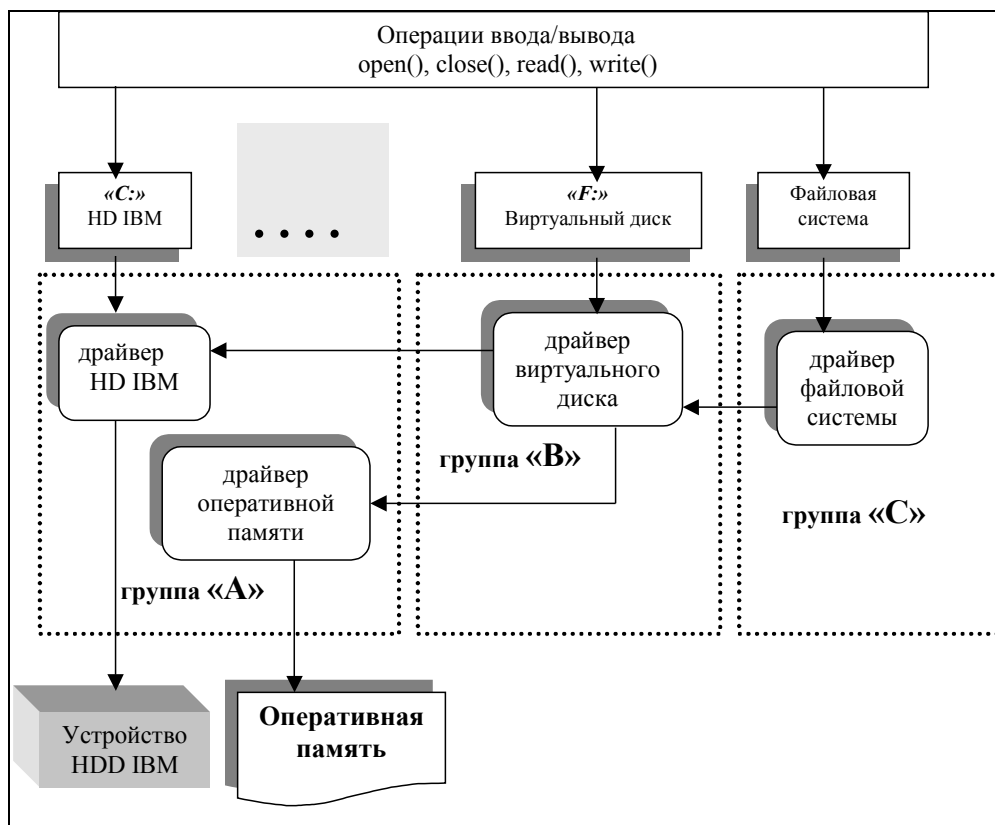 Операции ввода/вывода
open(), close(), read(), write()
«C:»
HD IBM
. . . .
«F:»
Виртуальный диск
Файловая
система
драйвер
HD IBM
драйвер
виртуального
диска
драйвер
файловой
системы
группа «B»
драйвер
оперативной
памяти
группа «C»
группа «A»
Устройство
HDD IBM
Оперативная
память